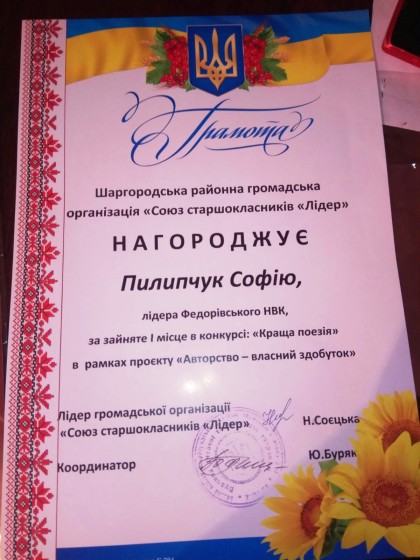 Грамота
Шаргородська районна громадська
організація «Союз старшокласників «Лідер»
НАГОРОДЖУЄ
Пилипчук Софію,
лідера Федорівського НВК,
за зайняте І місце в конкурсі: «Краща поезія»
в рамках проєкту «Авторство – власний здобуток»
Лідер громадської організації
«Союз старшокласників «Лідер» Н.Соєцька
Координатор Ю.Буряк